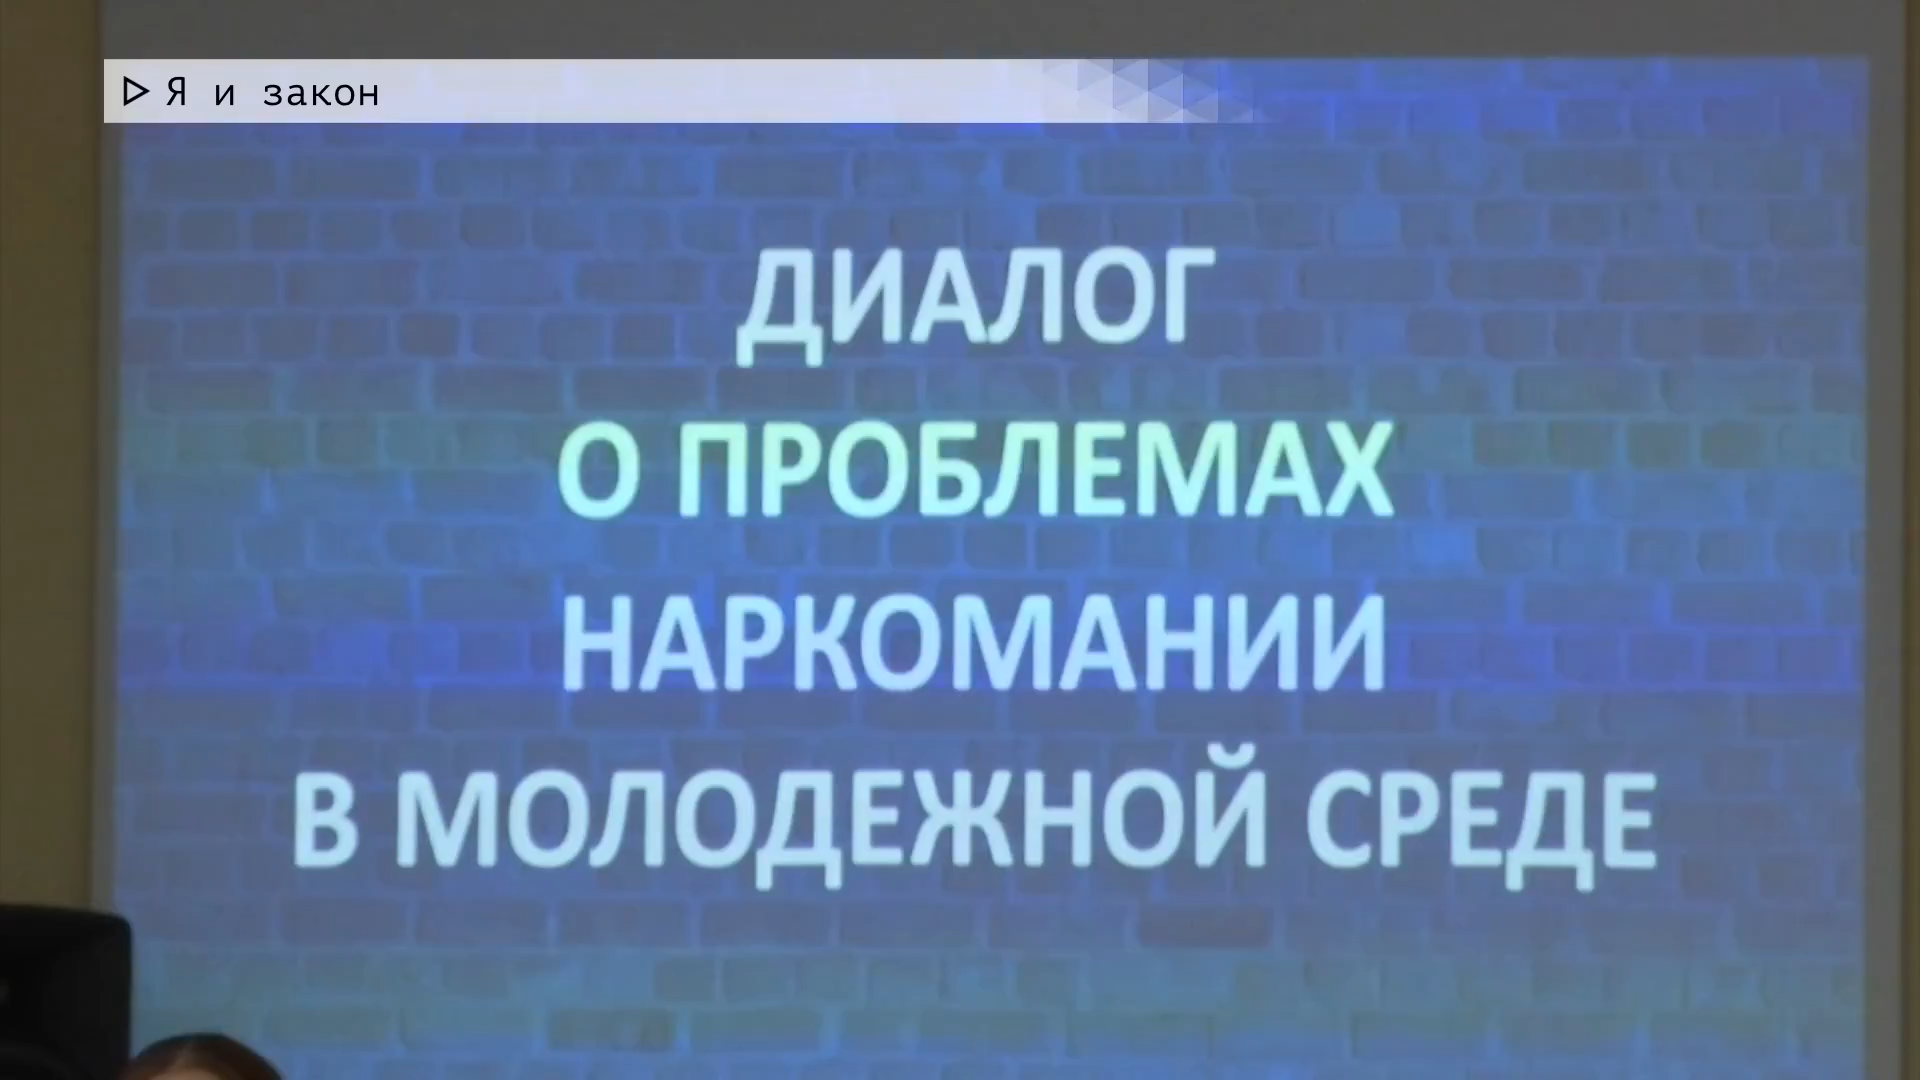 Я и закон
ДИАЛОГ
О ПРОБЛЕМАХ
НАРКОМАНИИ
В МОЛОДЕЖНОЙ СРЕДЕ